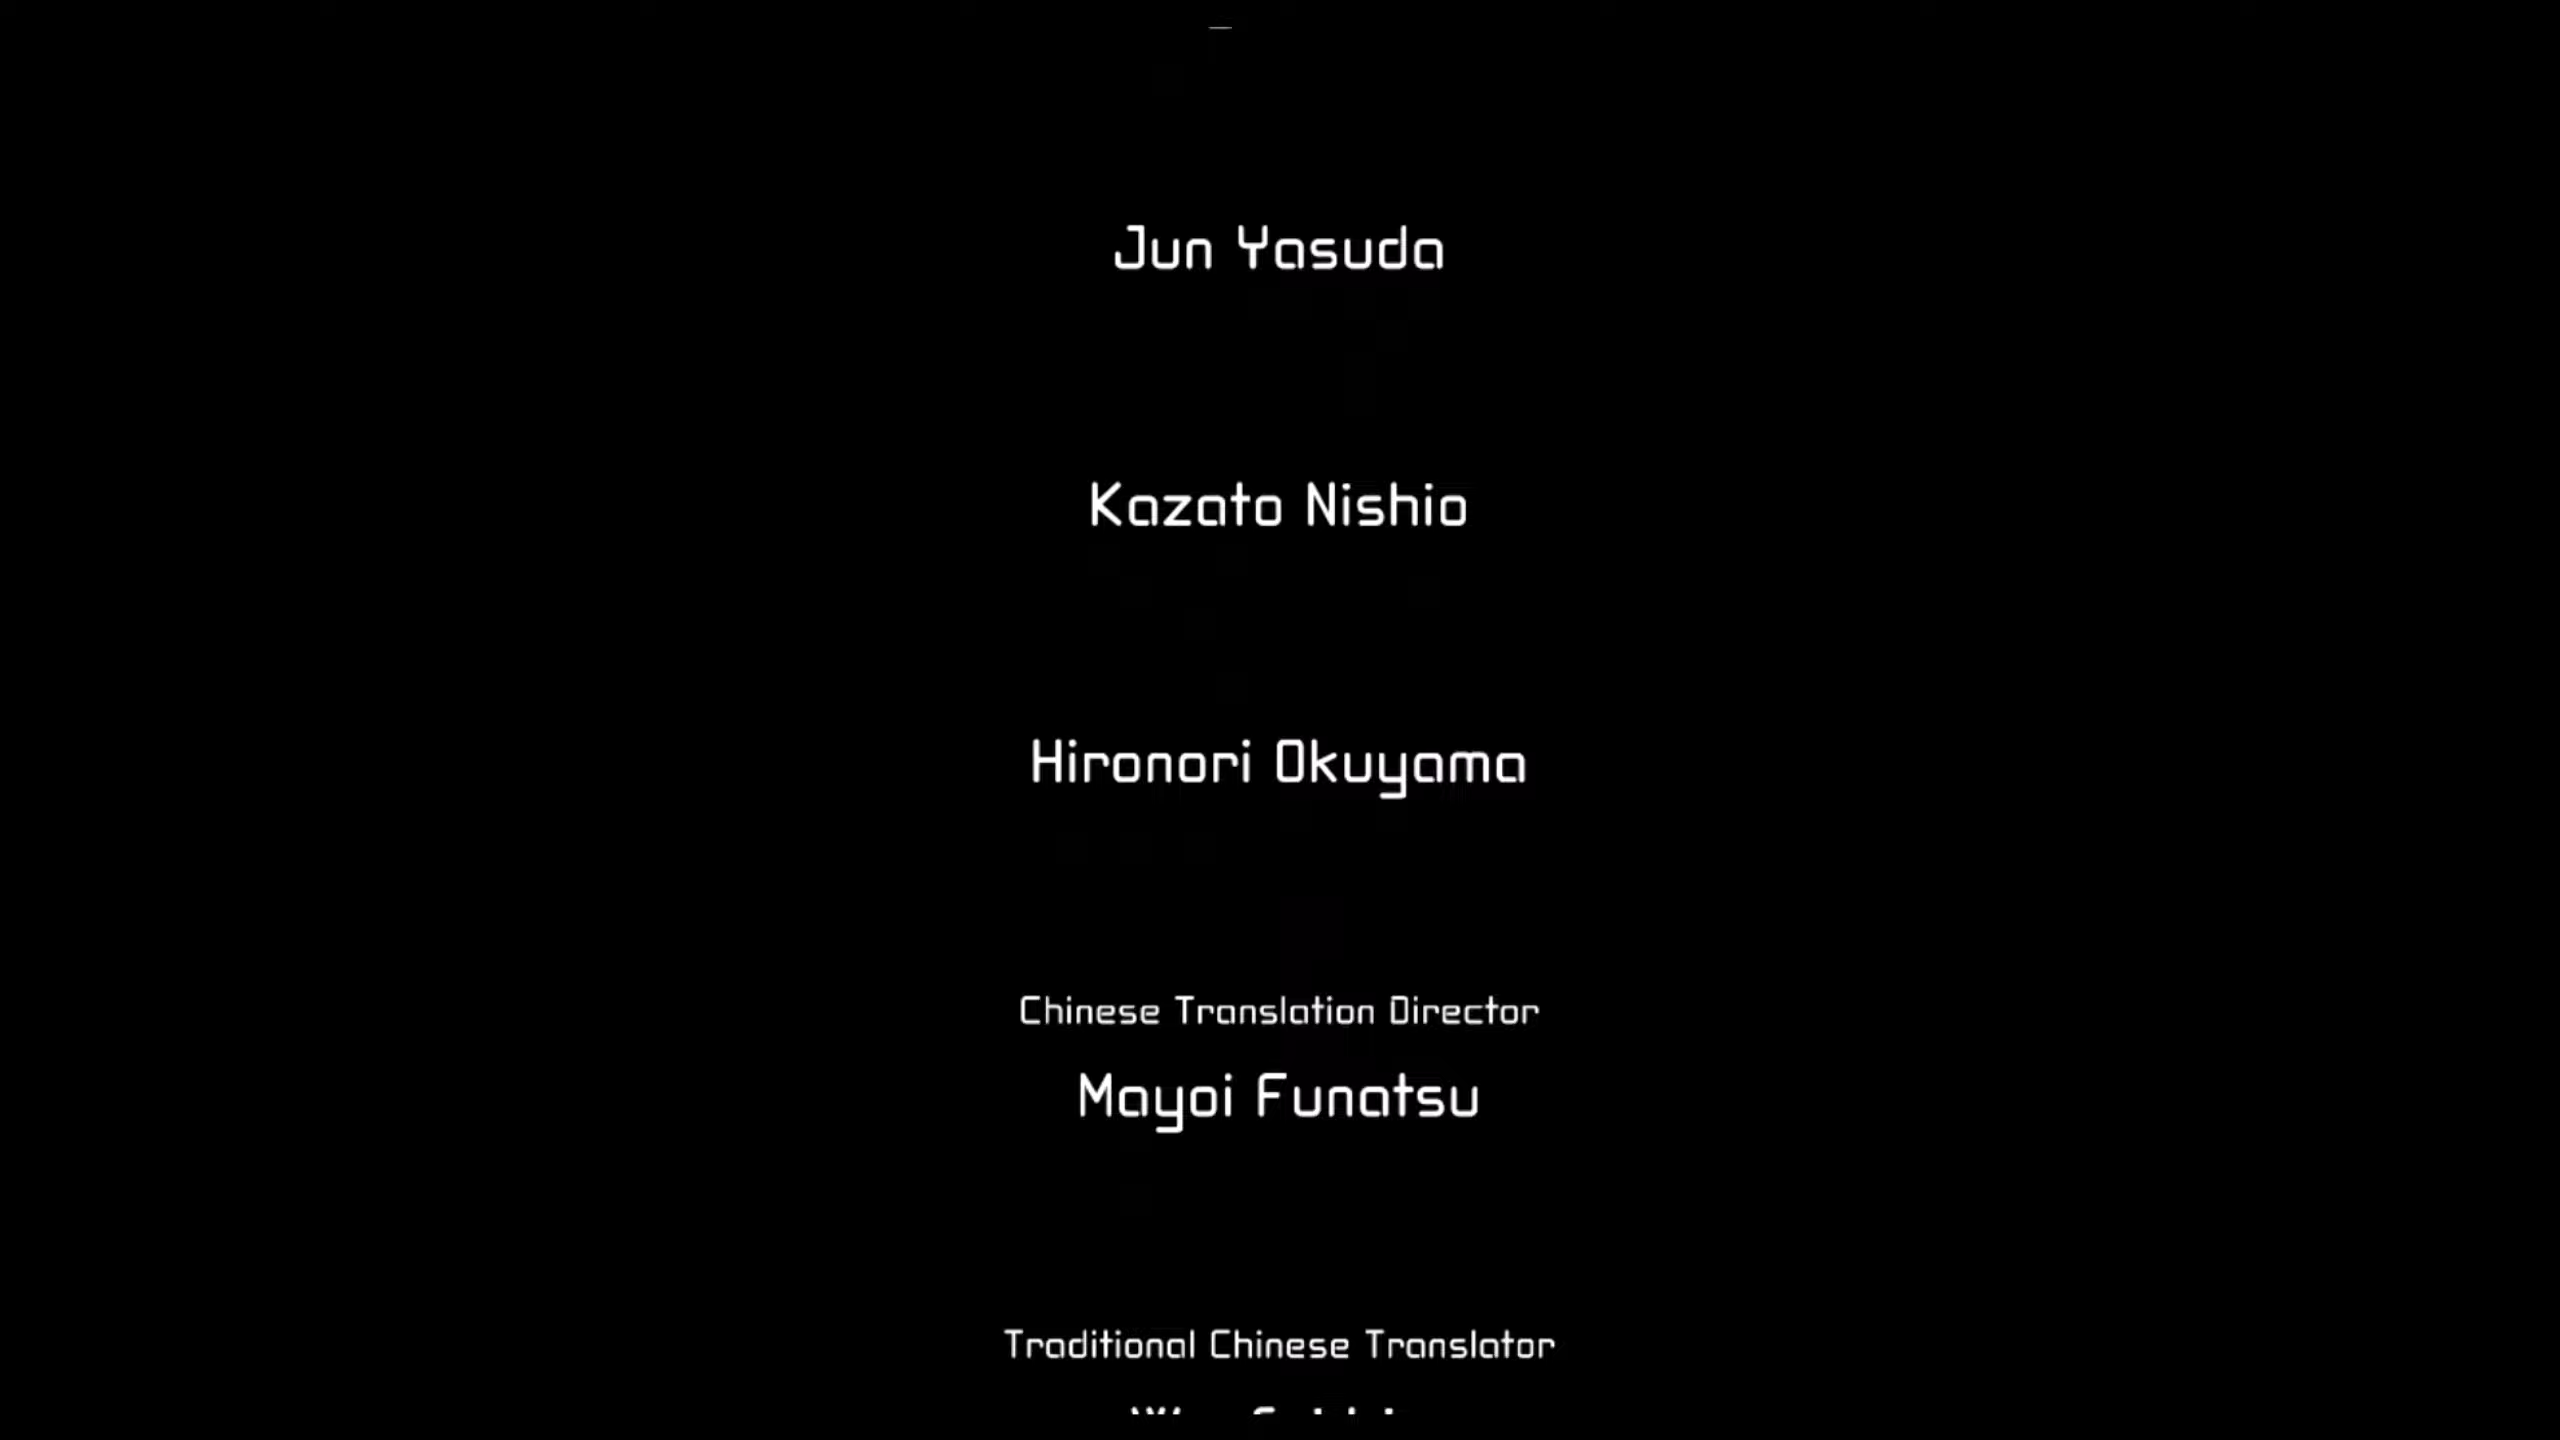 Jun Yasuda
Kazato Nishio
Hironori Okuyama
Chinese Translation Director
Mayoi Funatsu
Traditional Chinese Translator